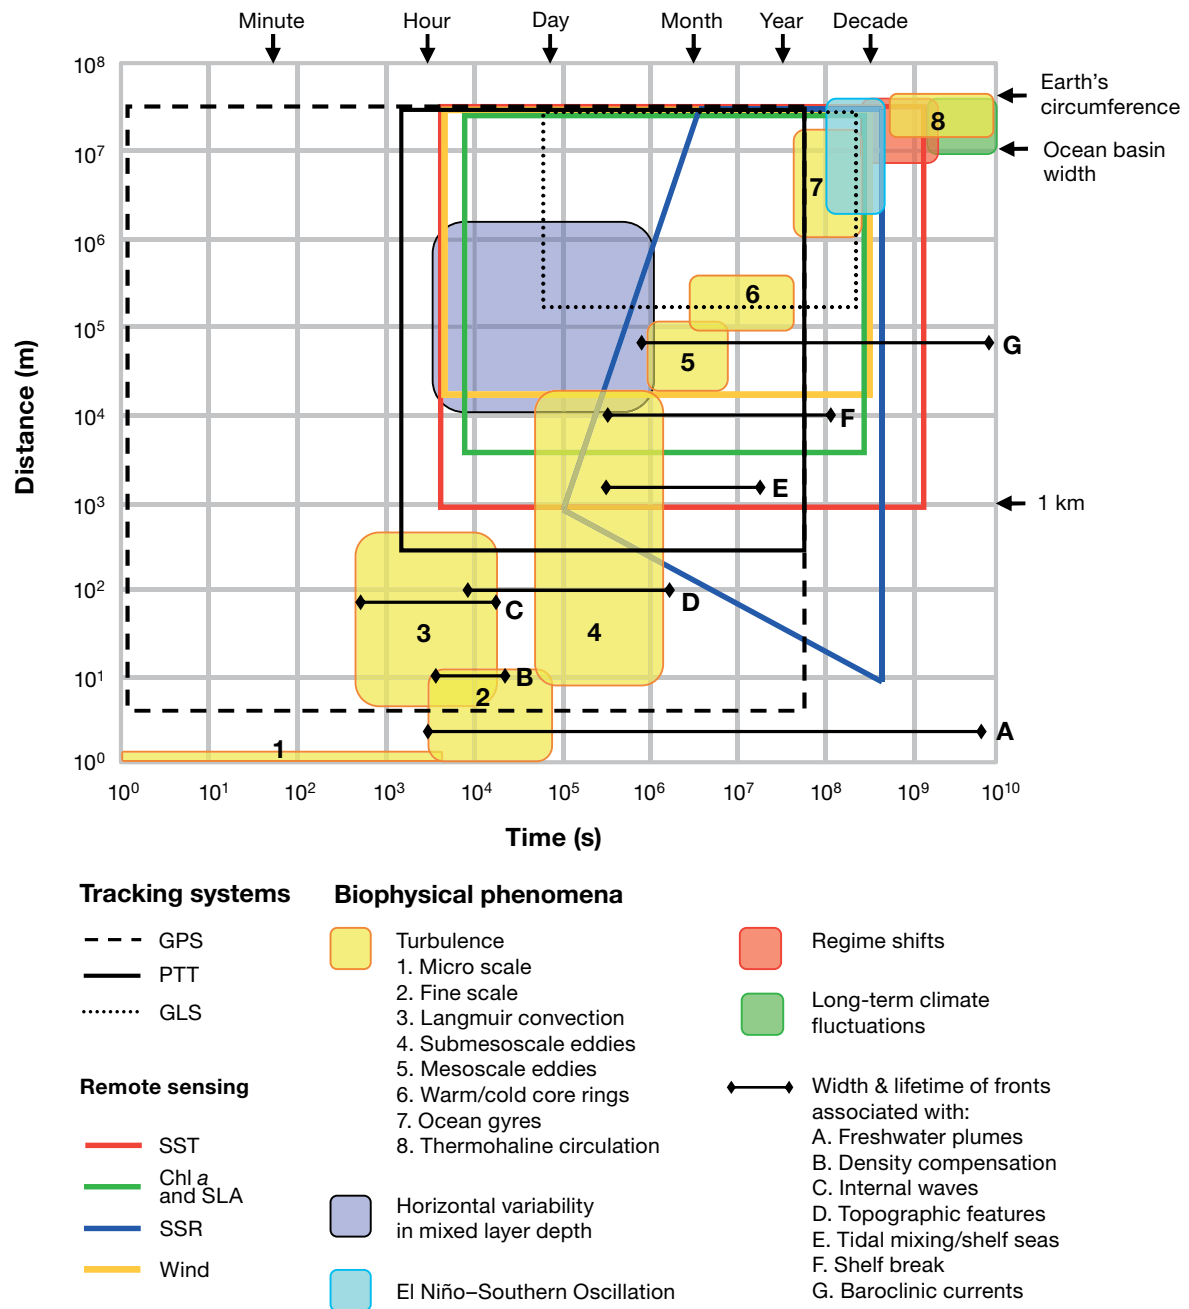 Minute Hour Day Month Year Decade
10⁸
10⁷
10⁶
10⁵
10⁴
10³
10²
10¹
10⁰
Distance (m)
Earth's
circumference
Ocean basin
width
1 km
8
7
6
5
G
F
E
D
C
3
4
B
2
A
1
10⁰ 10¹ 10² 10³ 10⁴ 10⁵ 10⁶ 10⁷ 10⁸ 10⁹ 10¹⁰
Time (s)
Tracking systems
GPS
PTT
GLS
Remote sensing
SST
Chl a
and SLA
SSR
Wind
Biophysical phenomena
Turbulence
1. Micro scale
2. Fine scale
3. Langmuir convection
4. Submesoscale eddies
5. Mesoscale eddies
6. Warm/cold core rings
7. Ocean gyres
8. Thermohaline circulation
Horizontal variability
in mixed layer depth
El Niño–Southern Oscillation
Regime shifts
Long-term climate
fluctuations
Width & lifetime of fronts
associated with:
A. Freshwater plumes
B. Density compensation
C. Internal waves
D. Topographic features
E. Tidal mixing/shelf seas
F. Shelf break
G. Baroclinic currents